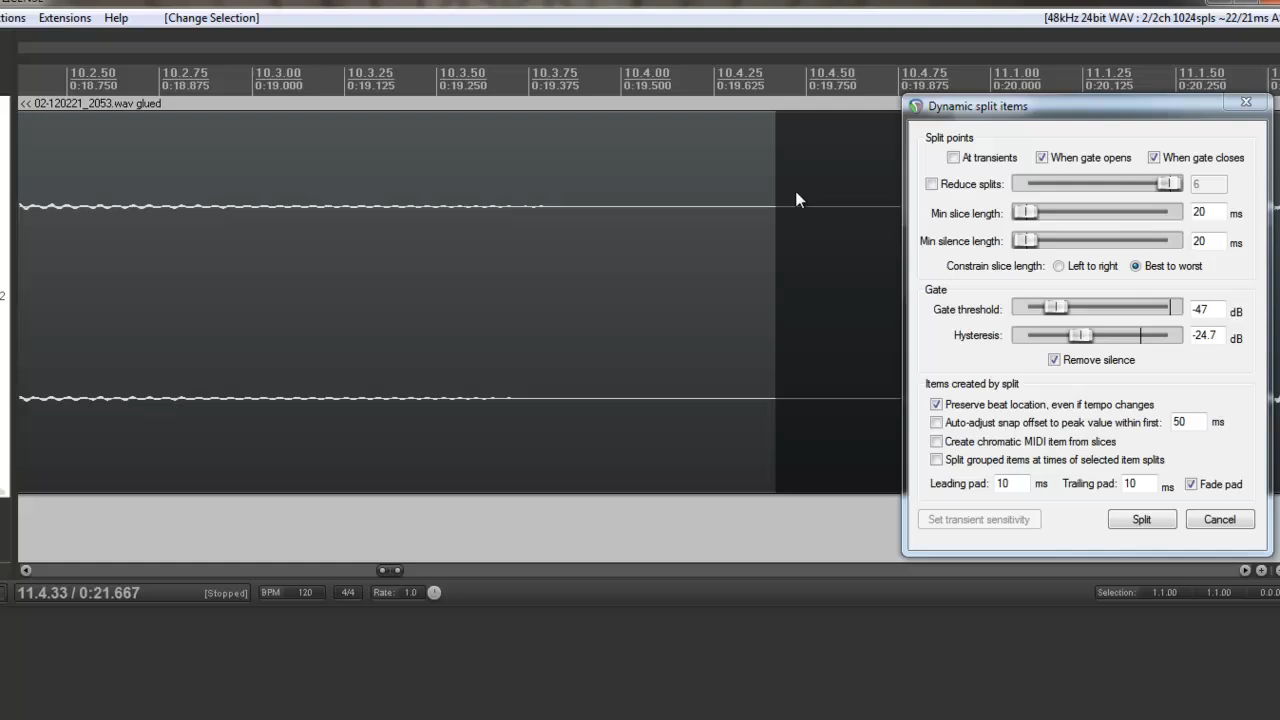 Extensions Help [Change Selection] [48kHz 24bit WAV : 2/2ch 1024spls ~22/21ms
10.2.50 10.2.75 10.3.00 10.3.25 10.3.50 10.3.75 10.4.00 10.4.25 10.4.50 10.4.75 11.1.00 11.1.25 11.1.50
0:18.750 0:18.875 0:19.000 0:19.125 0:19.250 0:19.375 0:19.500 0:19.625 0:19.750 0:19.875 0:20.000 0:20.125 0:20.250
<< 02-120221_2053.wav glued
Dynamic split items
Split points
At transients When gate opens When gate closes
Reduce splits: 6
Min slice length: 20 ms
Min silence length: 20 ms
Constrain slice length: Left to right Best to worst
Gate
Gate threshold: -47 dB
Hysteresis: -24.7 dB
Remove silence
Items created by split
Preserve beat location, even if tempo changes
Auto-adjust snap offset to peak value within first: 50 ms
Create chromatic MIDI item from slices
Split grouped items at times of selected item splits
Leading pad: 10 ms Trailing pad: 10 ms Fade pad
Set transient sensitivity Split Cancel
2
11.4.33 / 0:21.667 [Stopped] BPM 120 4/4 Rate: 1.0 Selection: 1.1.00 1.1.00